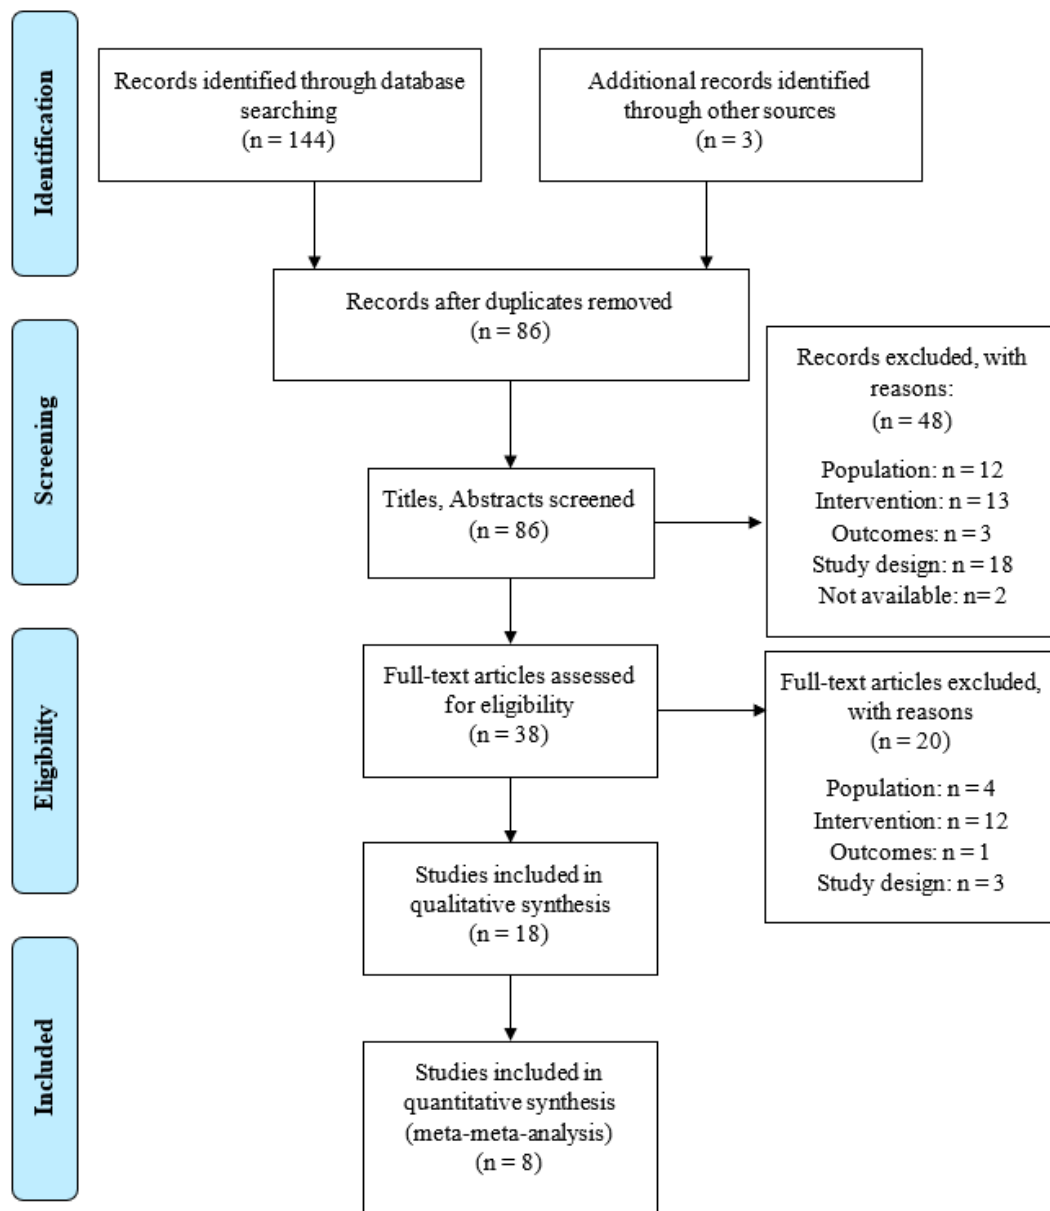 Identification
Records identified through database
searching
(n = 144)
Additional records identified
through other sources
(n = 3)
Records after duplicates removed
(n = 86)
Screening
Titles, Abstracts screened
(n = 86)
Records excluded, with
reasons:
(n = 48)
Population: n = 12
Intervention: n = 13
Outcomes: n = 3
Study design: n = 18
Not available: n= 2
Eligibility
Full-text articles assessed
for eligibility
(n = 38)
Full-text articles excluded,
with reasons
(n = 20)
Population: n = 4
Intervention: n = 12
Outcomes: n = 1
Study design: n = 3
Studies included in
qualitative synthesis
(n = 18)
Included
Studies included in
quantitative synthesis
(meta-meta-analysis)
(n = 8)